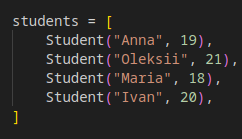 students = [
    Student("Anna", 19),
    Student("Oleksii", 21),
    Student("Maria", 18),
    Student("Ivan", 20),
]